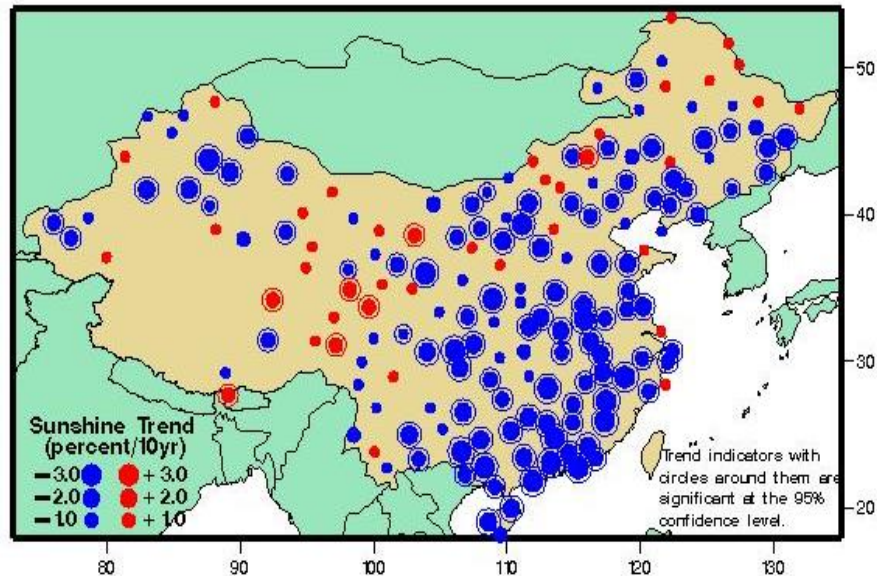 50
40
30
20
Sunshine Trend
(percent/10yr)
−3.0 +3.0
−2.0 +2.0
−1.0 +1.0
Trend indicators with
circles around them are
significant at the 95%
confidence level.
80 90 100 110 120 130